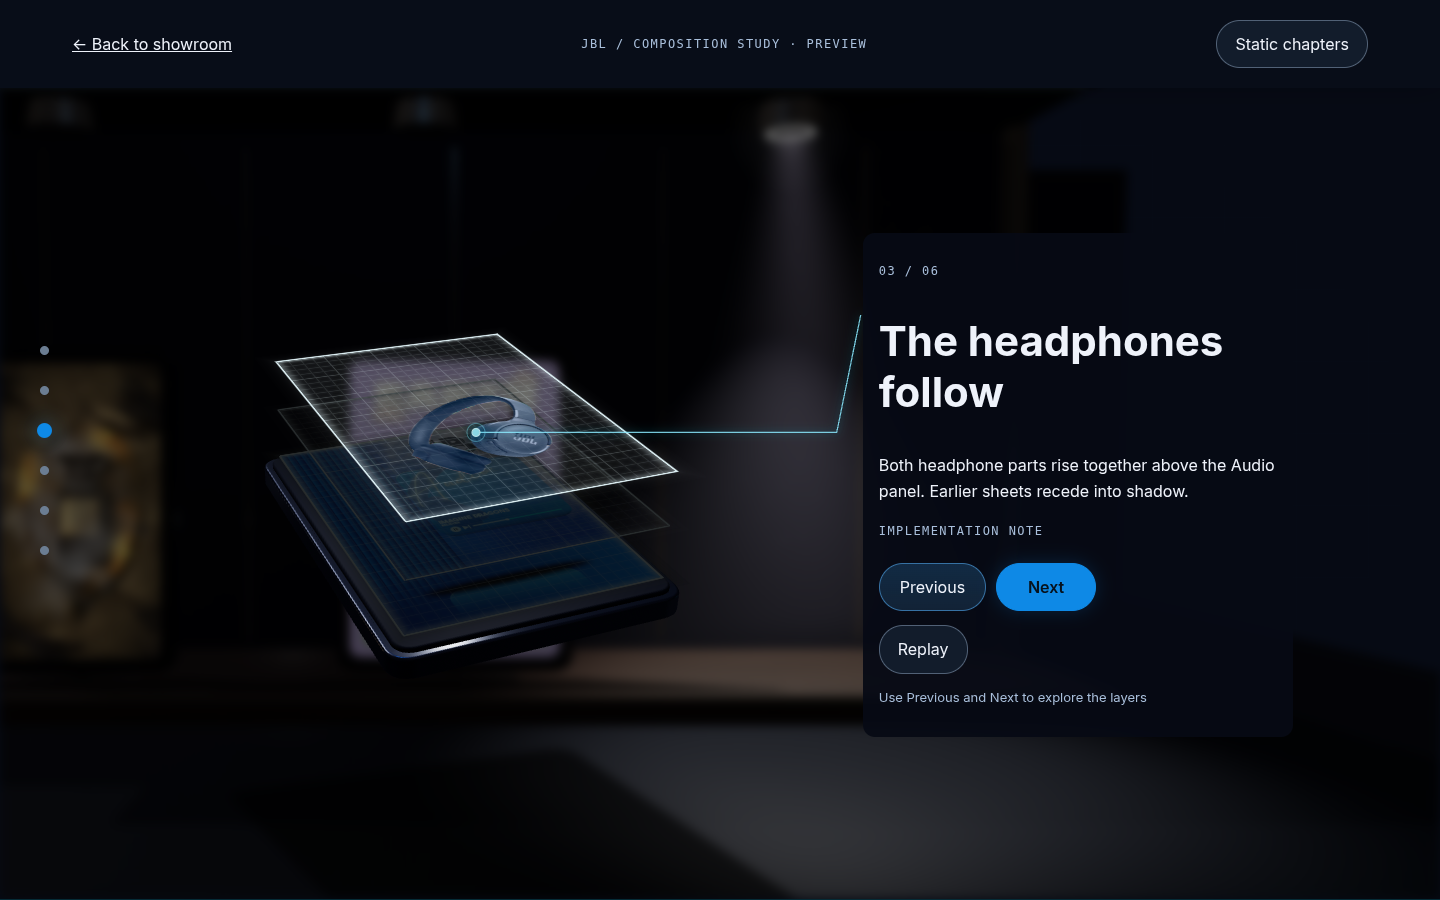 ← Back to showroom
JBL / COMPOSITION STUDY · PREVIEW
Static chapters
03 / 06
The headphones
follow
Both headphone parts rise together above the Audio
panel. Earlier sheets recede into shadow.
IMPLEMENTATION NOTE
Previous
Next
Replay
Use Previous and Next to explore the layers
JBL